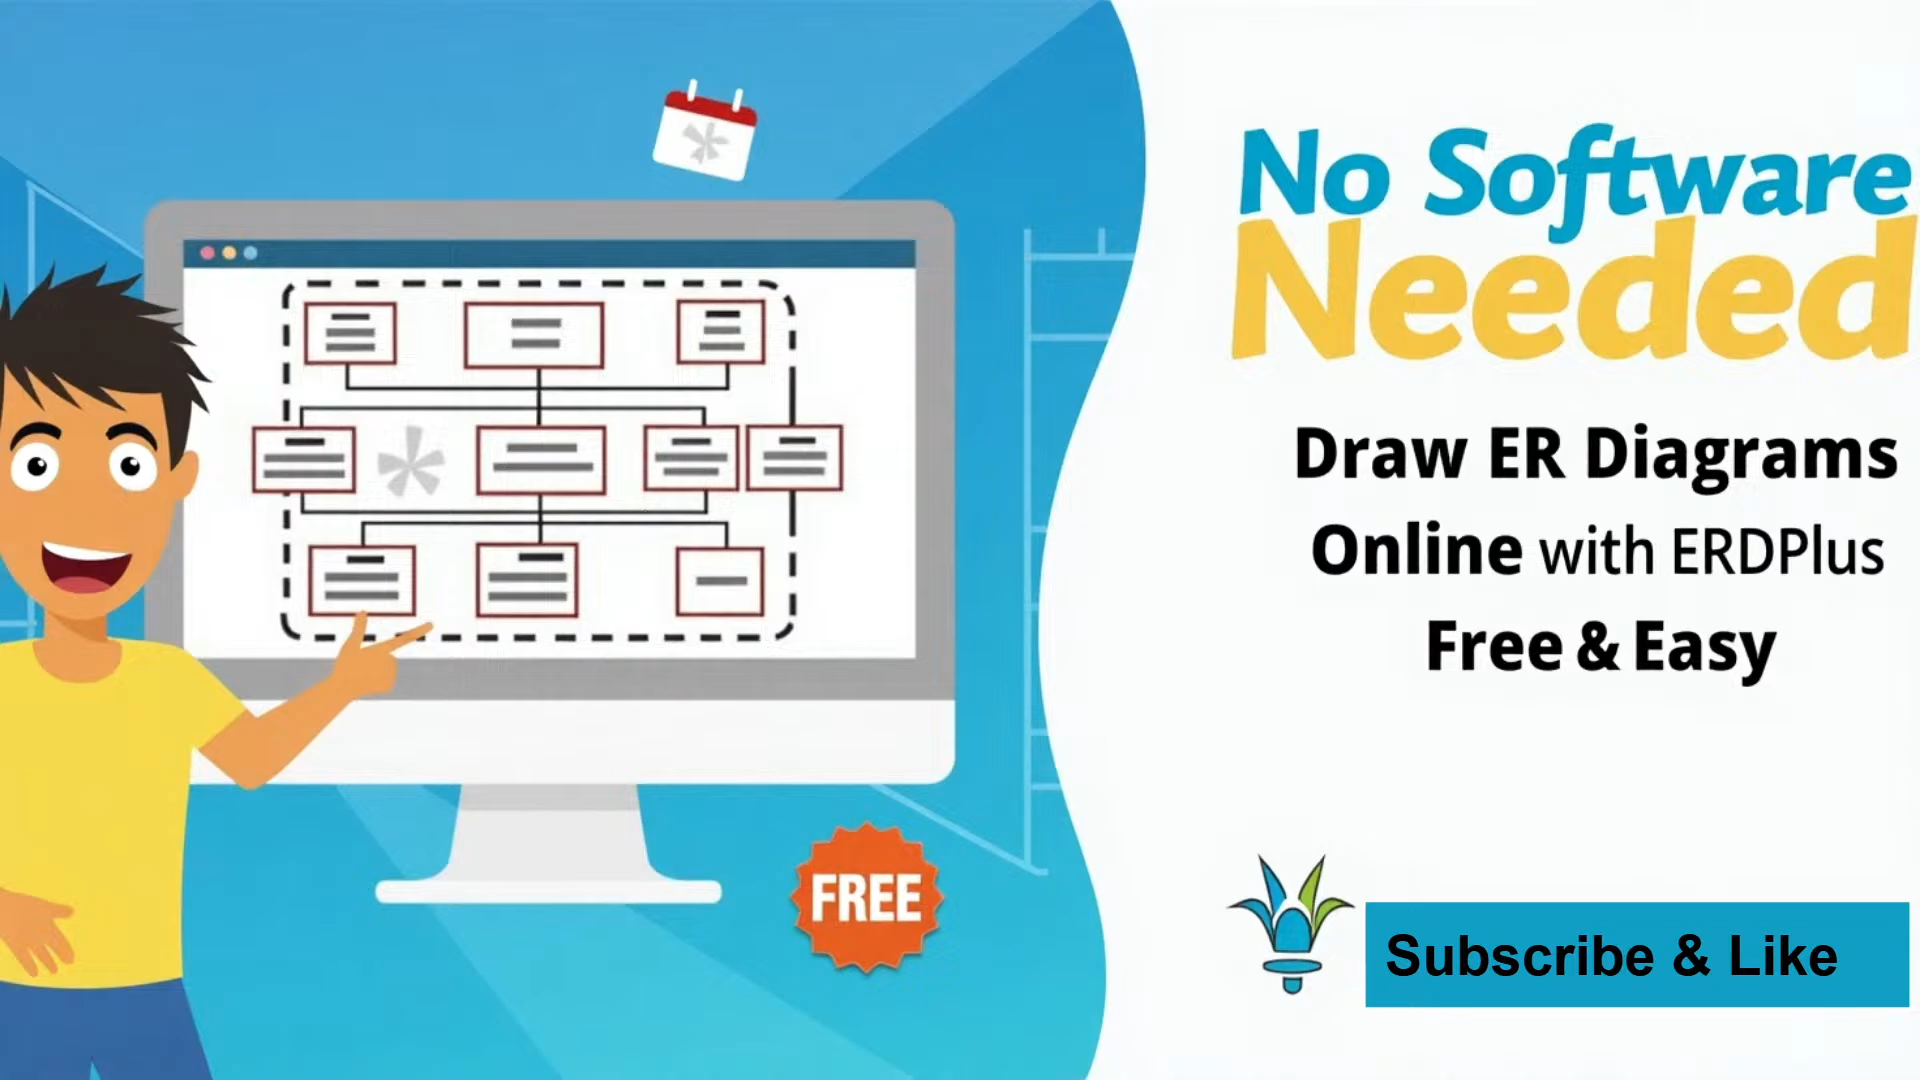 No Software
Needed
Draw ER Diagrams
Online with ERDPlus
Free & Easy
FREE
Subscribe & Like